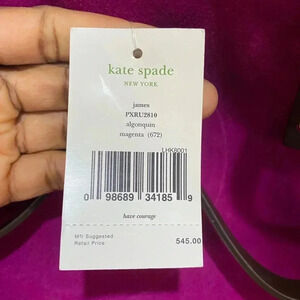 kate spade
NEW YORK
james
PXRU2810
algonquin
magenta (672)
LHK6001
0 98689 34185 9
have courage
Mfr Suggested
Retail Price
545.00